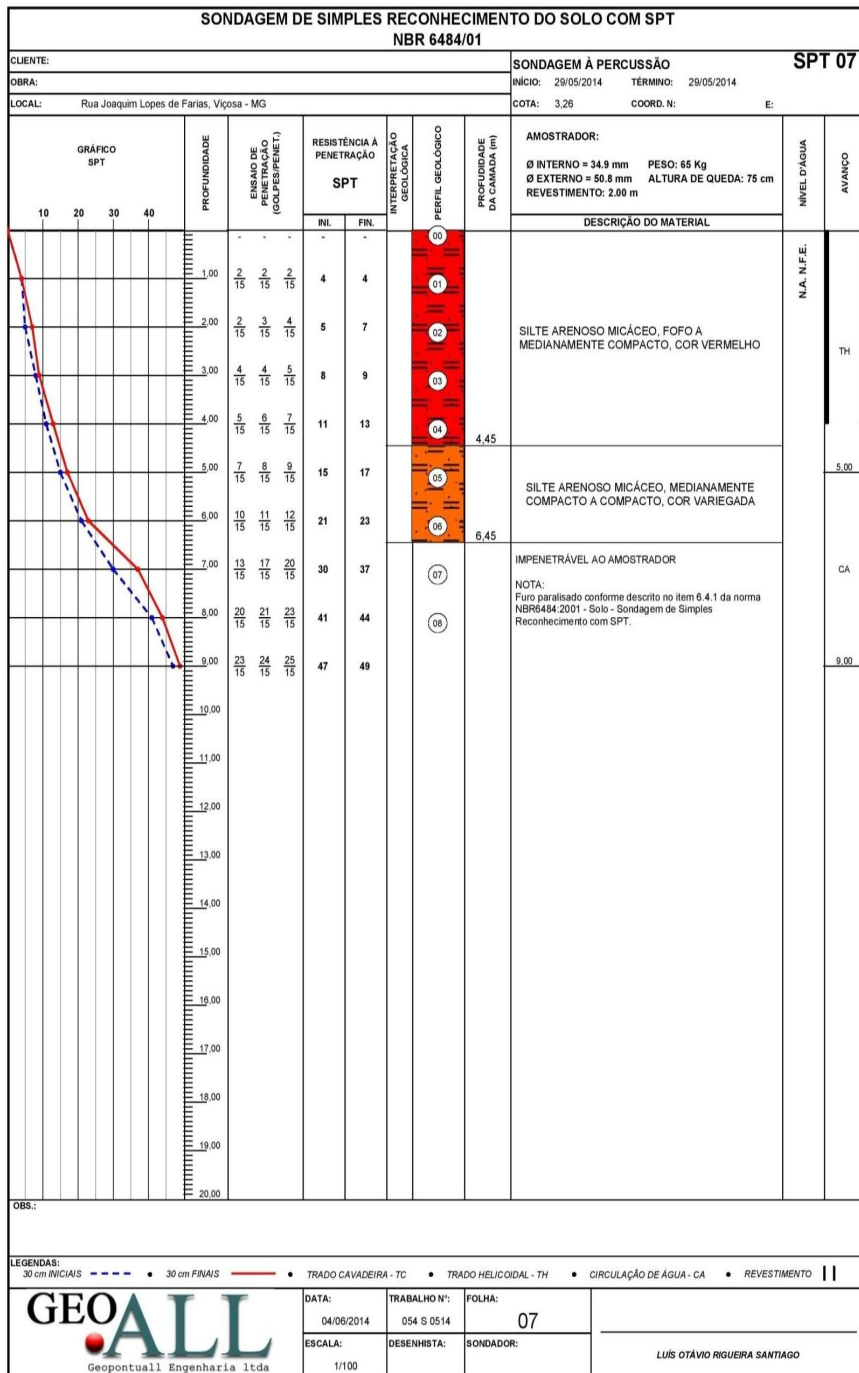 SONDAGEM DE SIMPLES RECONHECIMENTO DO SOLO COM SPT
NBR 6484/01
CLIENTE:
OBRA:
LOCAL: Rua Joaquim Lopes de Farias, Viçosa - MG
SONDAGEM À PERCUSSÃO SPT 07
INÍCIO: 29/05/2014 TÉRMINO: 29/05/2014
COTA: 3,26 COORD. N: E:
GRÁFICO
SPT
10 20 30 40
PROFUNDIDADE
ENSAIO DE
PENETRAÇÃO
(GOLPES/PENET.)
RESISTÊNCIA À
PENETRAÇÃO
SPT
INI. FIN.
INTERPRETAÇÃO
GEOLÓGICA
PERFIL GEOLÓGICO
PROFUDIDADE
DA CAMADA (m)
AMOSTRADOR:
Ø INTERNO = 34.9 mm PESO: 65 Kg
Ø EXTERNO = 50.8 mm ALTURA DE QUEDA: 75 cm
REVESTIMENTO: 2.00 m
DESCRIÇÃO DO MATERIAL
NÍVEL D'ÁGUA
AVANÇO
- - - - - 00
1,00 2/15 2/15 2/15 4 4 01
2,00 2/15 3/15 4/15 5 7 02
3,00 4/15 4/15 5/15 8 9 03
4,00 5/15 6/15 7/15 11 13 04
4,45
5,00 7/15 8/15 9/15 15 17 05
6,00 10/15 11/15 12/15 21 23 06
6,45
7,00 13/15 17/15 20/15 30 37 07
8,00 20/15 21/15 23/15 41 44 08
9,00 23/15 24/15 25/15 47 49
10,00
11,00
12,00
13,00
14,00
15,00
16,00
17,00
18,00
19,00
20,00
SILTE ARENOSO MICÁCEO, FOFO A
MEDIANAMENTE COMPACTO, COR VERMELHO
SILTE ARENOSO MICÁCEO, MEDIANAMENTE
COMPACTO A COMPACTO, COR VARIEGADA
IMPENETRÁVEL AO AMOSTRADOR
NOTA:
Furo paralisado conforme descrito no item 6.4.1 da norma
NBR6484:2001 - Solo - Sondagem de Simples
Reconhecimento com SPT.
N.A. N.F.E.
TH
5,00
CA
9,00
OBS.:
LEGENDAS:
30 cm INICIAIS • 30 cm FINAIS • TRADO CAVADEIRA - TC • TRADO HELICOIDAL - TH • CIRCULAÇÃO DE ÁGUA - CA • REVESTIMENTO
GEO ALL
Geopontuall Engenharia ltda
DATA: TRABALHO N°: FOLHA:
04/06/2014 054 S 0514 07
ESCALA: DESENHISTA: SONDADOR:
1/100
LUÍS OTÁVIO RIGUEIRA SANTIAGO